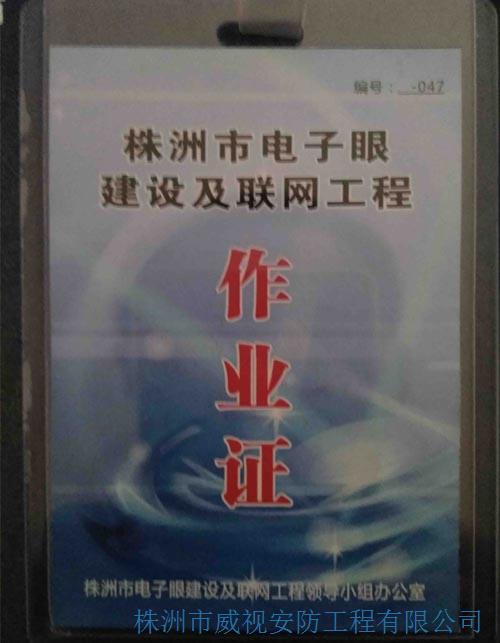 编号： -047
株洲市电子眼
建设及联网工程
作
业
证
株洲市电子眼建设及联网工程领导小组办公室
株洲市威视安防工程有限公司